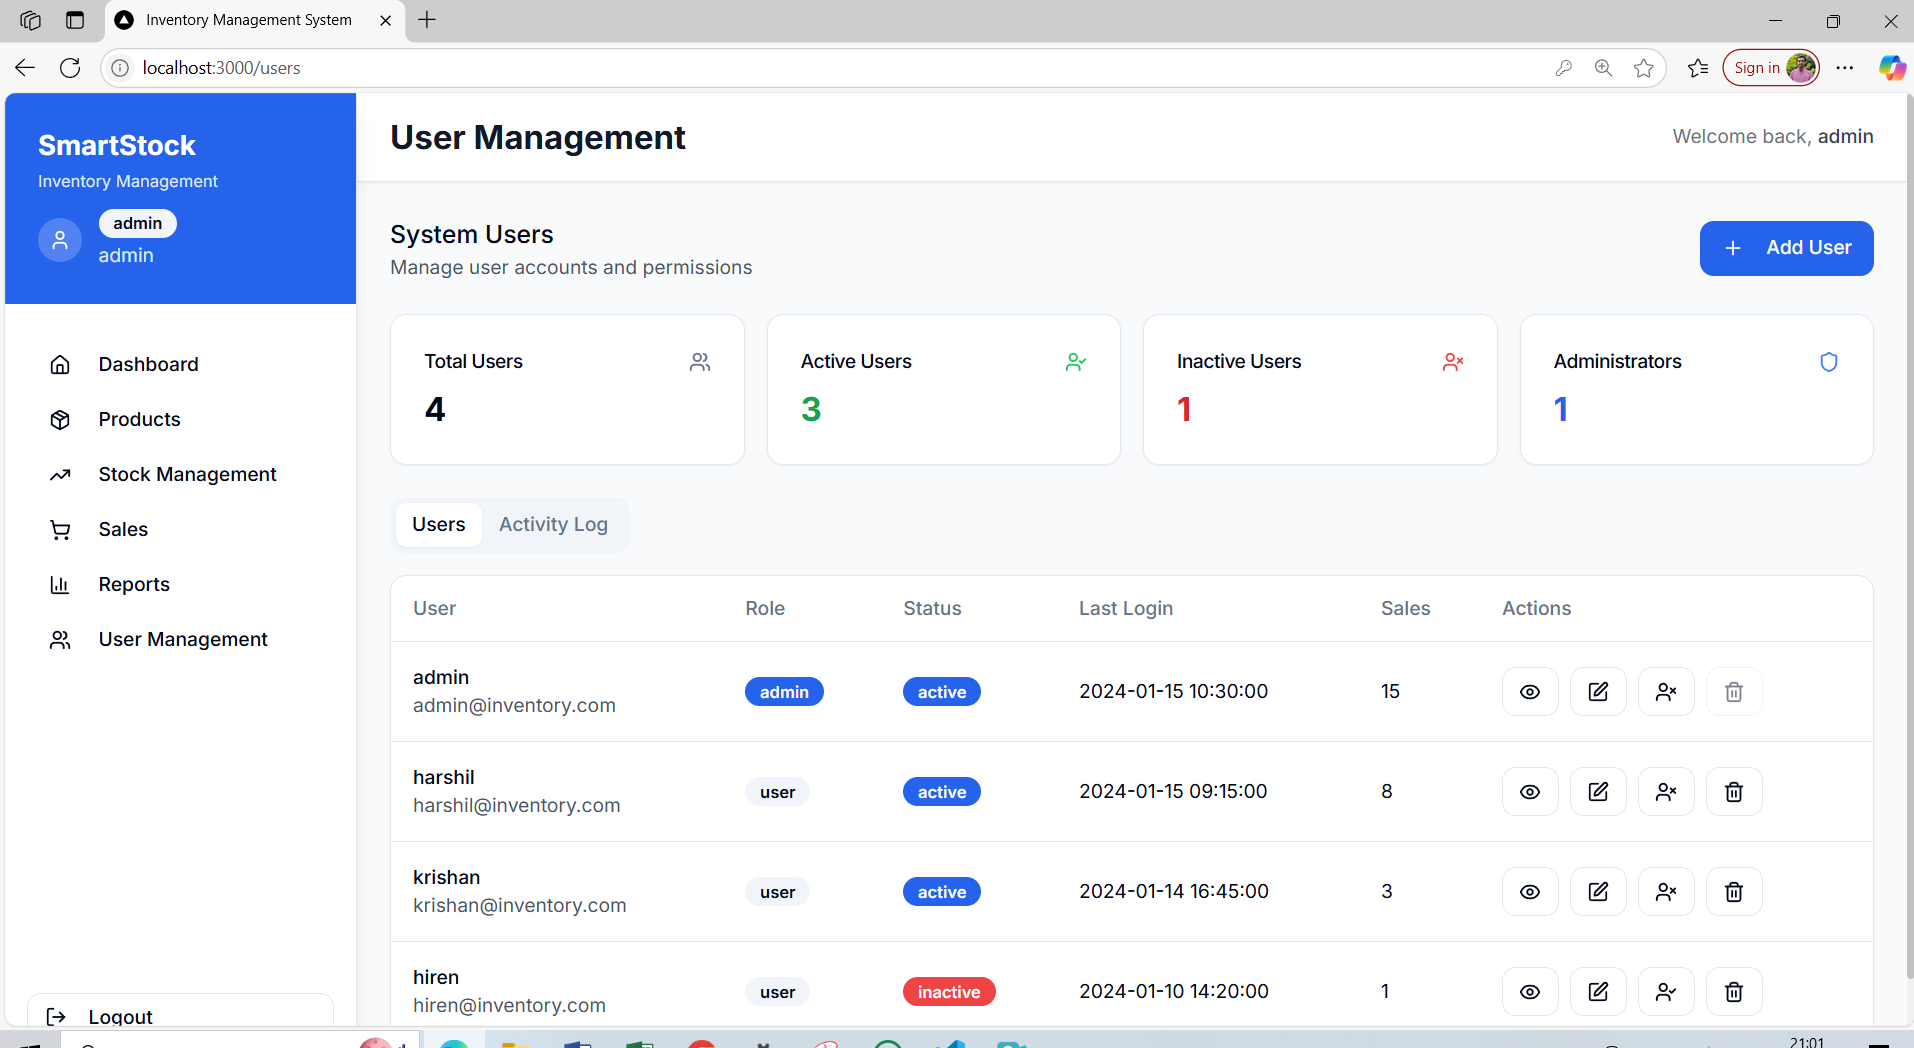 Inventory Management System
localhost:3000/users
Sign in
SmartStock
Inventory Management
admin
admin
Dashboard
Products
Stock Management
Sales
Reports
User Management
Logout
User Management
Welcome back, admin
System Users
Manage user accounts and permissions
Add User
Total Users
4
Active Users
3
Inactive Users
1
Administrators
1
Users Activity Log
User Role Status Last Login Sales Actions
admin
admin@inventory.com
admin active 2024-01-15 10:30:00 15
harshil
harshil@inventory.com
user active 2024-01-15 09:15:00 8
krishan
krishan@inventory.com
user active 2024-01-14 16:45:00 3
hiren
hiren@inventory.com
user inactive 2024-01-10 14:20:00 1
21:01